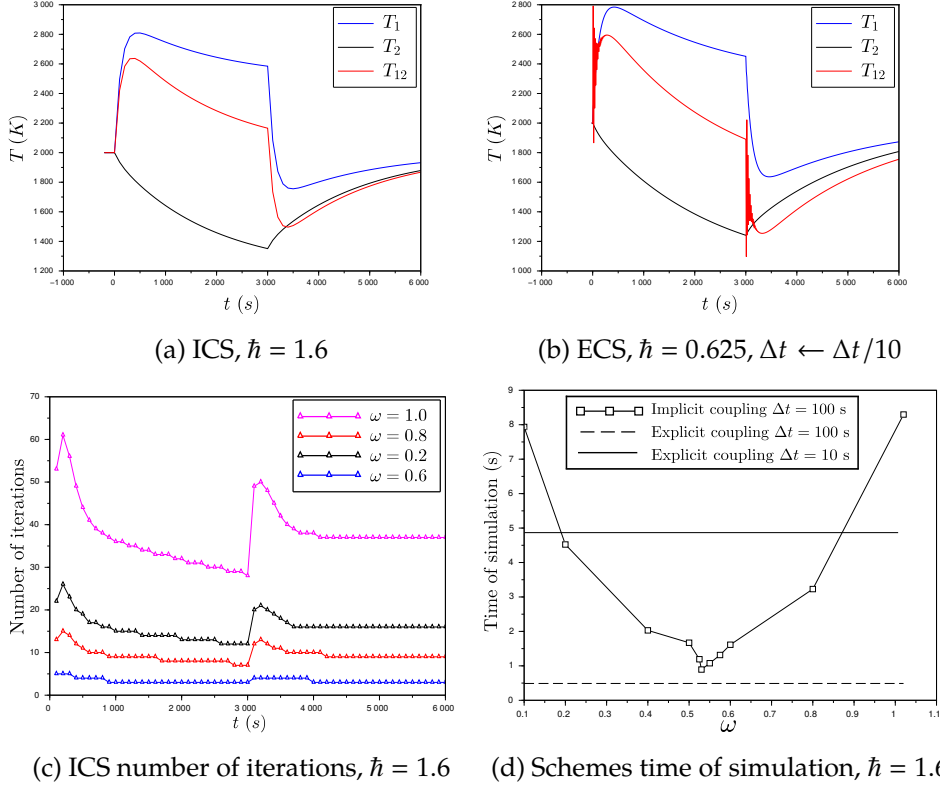 T (K)
3 000
2 800
2 600
2 400
2 200
2 000
1 800
1 600
1 400
1 200
T₁
T₂
T₁₂
−1 000 0 1 000 2 000 3 000 4 000 5 000 6 000
t (s)
(a) ICS, ħ = 1.6
T (K)
2 800
2 600
2 400
2 200
2 000
1 800
1 600
1 400
1 200
1 000
T₁
T₂
T₁₂
−1 000 0 1 000 2 000 3 000 4 000 5 000 6 000
t (s)
(b) ECS, ħ = 0.625, Δt ← Δt/10
Number of iterations
70
60
50
40
30
20
10
0
ω = 1.0
ω = 0.8
ω = 0.2
ω = 0.6
0 1 000 2 000 3 000 4 000 5 000 6 000
t (s)
(c) ICS number of iterations, ħ = 1.6
Time of simulation (s)
9
8
7
6
5
4
3
2
1
0
Implicit coupling Δt = 100 s
Explicit coupling Δt = 100 s
Explicit coupling Δt = 10 s
0.1 0.2 0.3 0.4 0.5 0.6 0.7 0.8 0.9 1 1.1
ω
(d) Schemes time of simulation, ħ = 1.6